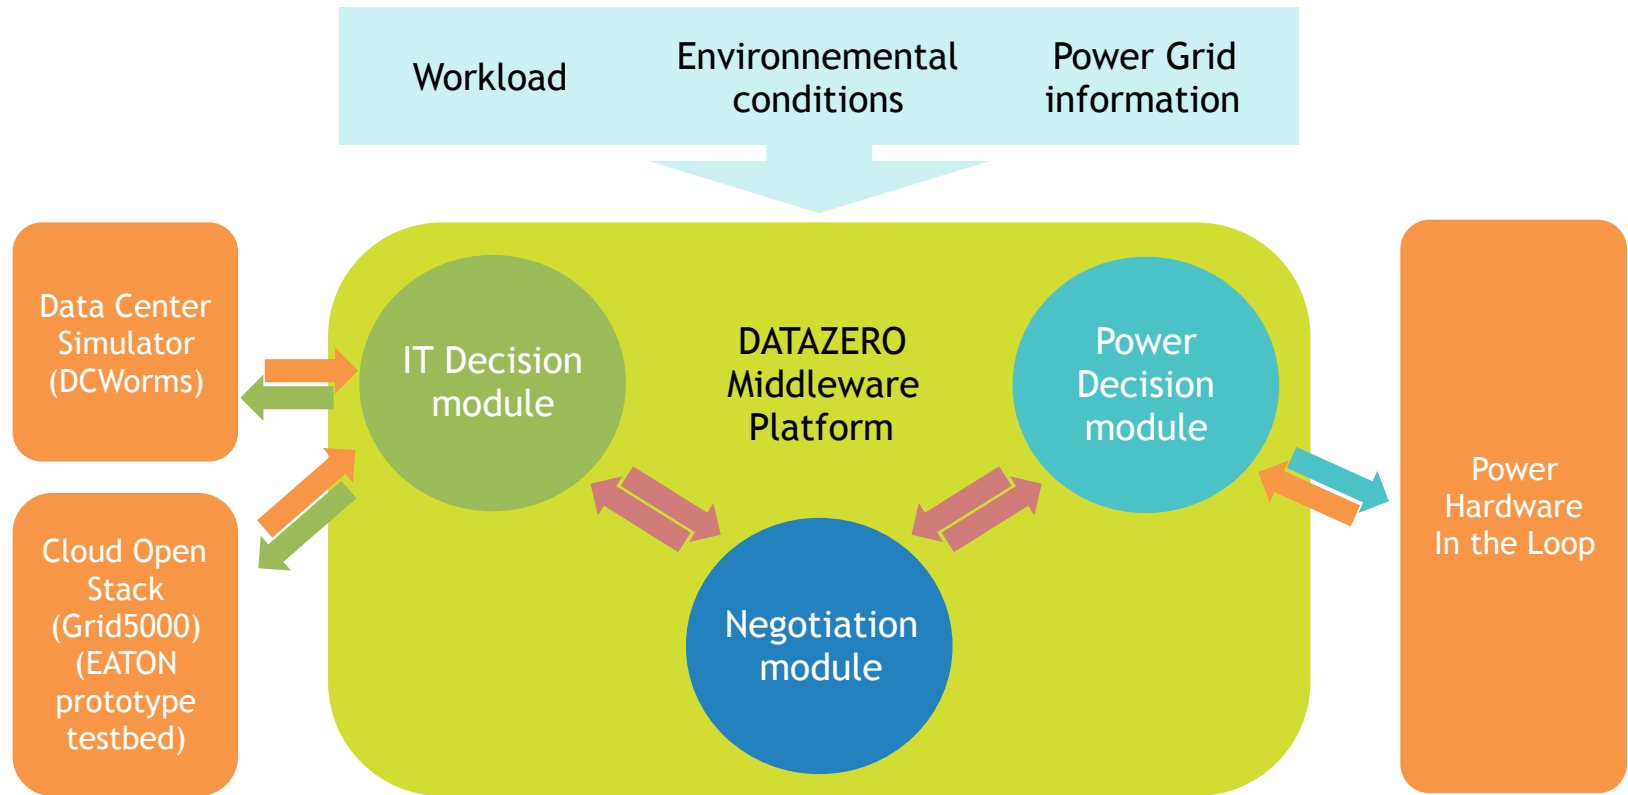 Workload
Environnemental
conditions
Power Grid
information
Data Center
Simulator
(DCWorms)
IT Decision
module
DATAZERO
Middleware
Platform
Power
Decision
module
Cloud Open
Stack
(Grid5000)
(EATON
prototype
testbed)
Negotiation
module
Power
Hardware
In the Loop